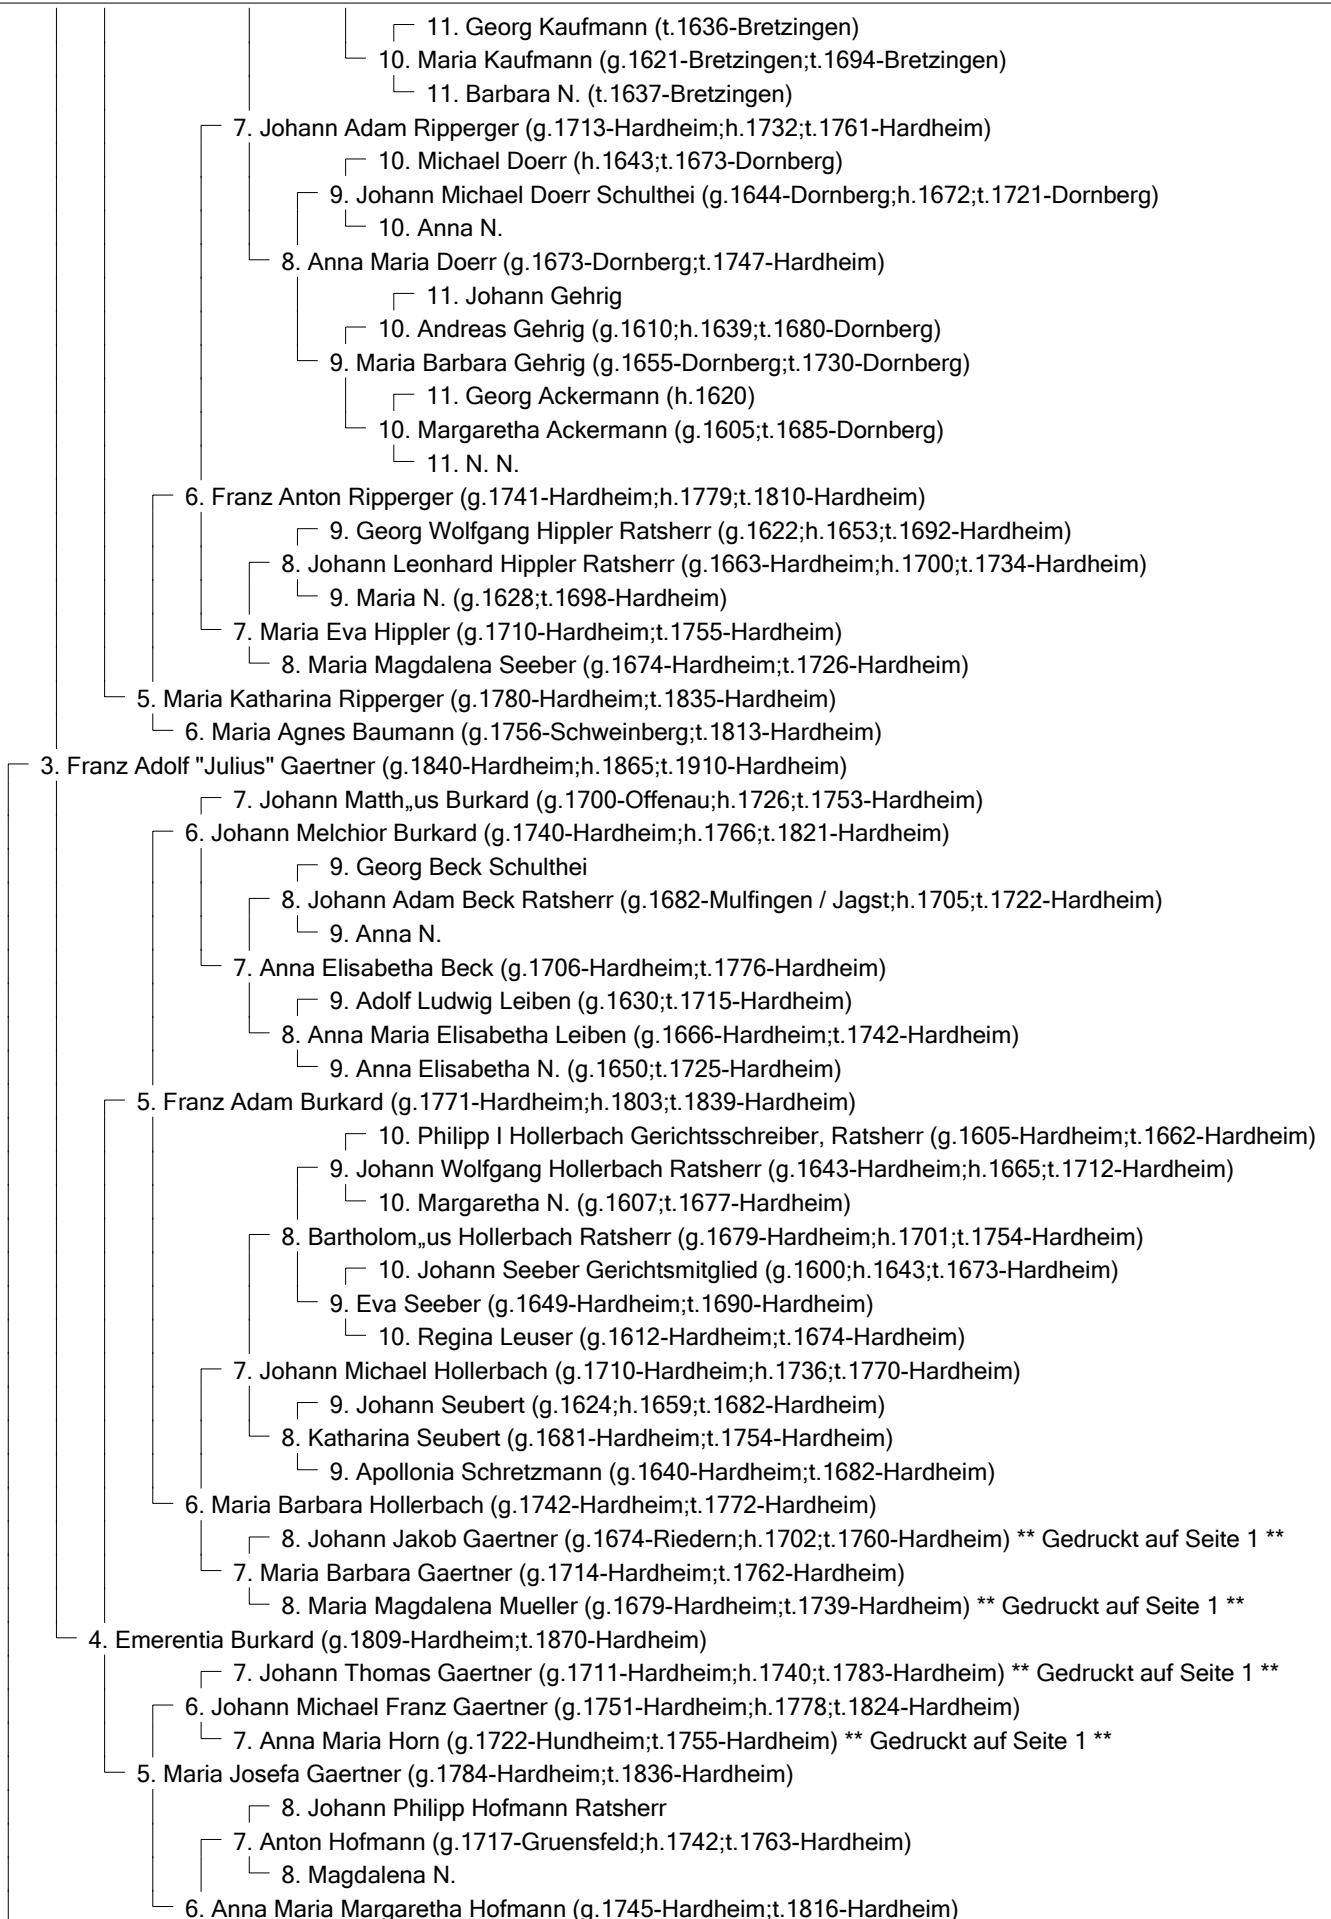 11. Georg Kaufmann (t.1636-Bretzingen)
10. Maria Kaufmann (g.1621-Bretzingen;t.1694-Bretzingen)
11. Barbara N. (t.1637-Bretzingen)
7. Johann Adam Ripperger (g.1713-Hardheim;h.1732;t.1761-Hardheim)
10. Michael Doerr (h.1643;t.1673-Dornberg)
9. Johann Michael Doerr Schulthei (g.1644-Dornberg;h.1672;t.1721-Dornberg)
10. Anna N.
8. Anna Maria Doerr (g.1673-Dornberg;t.1747-Hardheim)
11. Johann Gehrig
10. Andreas Gehrig (g.1610;h.1639;t.1680-Dornberg)
9. Maria Barbara Gehrig (g.1655-Dornberg;t.1730-Dornberg)
11. Georg Ackermann (h.1620)
10. Margaretha Ackermann (g.1605;t.1685-Dornberg)
11. N. N.
6. Franz Anton Ripperger (g.1741-Hardheim;h.1779;t.1810-Hardheim)
9. Georg Wolfgang Hippler Ratsherr (g.1622;h.1653;t.1692-Hardheim)
8. Johann Leonhard Hippler Ratsherr (g.1663-Hardheim;h.1700;t.1734-Hardheim)
9. Maria N. (g.1628;t.1698-Hardheim)
7. Maria Eva Hippler (g.1710-Hardheim;t.1755-Hardheim)
8. Maria Magdalena Seeber (g.1674-Hardheim;t.1726-Hardheim)
5. Maria Katharina Ripperger (g.1780-Hardheim;t.1835-Hardheim)
6. Maria Agnes Baumann (g.1756-Schweinberg;t.1813-Hardheim)
3. Franz Adolf "Julius" Gaertner (g.1840-Hardheim;h.1865;t.1910-Hardheim)
7. Johann Matth„us Burkard (g.1700-Offenau;h.1726;t.1753-Hardheim)
6. Johann Melchior Burkard (g.1740-Hardheim;h.1766;t.1821-Hardheim)
9. Georg Beck Schulthei
8. Johann Adam Beck Ratsherr (g.1682-Mulfingen / Jagst;h.1705;t.1722-Hardheim)
9. Anna N.
7. Anna Elisabetha Beck (g.1706-Hardheim;t.1776-Hardheim)
9. Adolf Ludwig Leiben (g.1630;t.1715-Hardheim)
8. Anna Maria Elisabetha Leiben (g.1666-Hardheim;t.1742-Hardheim)
9. Anna Elisabetha N. (g.1650;t.1725-Hardheim)
5. Franz Adam Burkard (g.1771-Hardheim;h.1803;t.1839-Hardheim)
10. Philipp I Hollerbach Gerichtsschreiber, Ratsherr (g.1605-Hardheim;t.1662-Hardheim)
9. Johann Wolfgang Hollerbach Ratsherr (g.1643-Hardheim;h.1665;t.1712-Hardheim)
10. Margaretha N. (g.1607;t.1677-Hardheim)
8. Bartholom„us Hollerbach Ratsherr (g.1679-Hardheim;h.1701;t.1754-Hardheim)
10. Johann Seeber Gerichtsmitglied (g.1600;h.1643;t.1673-Hardheim)
9. Eva Seeber (g.1649-Hardheim;t.1690-Hardheim)
10. Regina Leuser (g.1612-Hardheim;t.1674-Hardheim)
7. Johann Michael Hollerbach (g.1710-Hardheim;h.1736;t.1770-Hardheim)
9. Johann Seubert (g.1624;h.1659;t.1682-Hardheim)
8. Katharina Seubert (g.1681-Hardheim;t.1754-Hardheim)
9. Apollonia Schretzmann (g.1640-Hardheim;t.1682-Hardheim)
6. Maria Barbara Hollerbach (g.1742-Hardheim;t.1772-Hardheim)
8. Johann Jakob Gaertner (g.1674-Riedern;h.1702;t.1760-Hardheim) ** Gedruckt auf Seite 1 **
7. Maria Barbara Gaertner (g.1714-Hardheim;t.1762-Hardheim)
8. Maria Magdalena Mueller (g.1679-Hardheim;t.1739-Hardheim) ** Gedruckt auf Seite 1 **
4. Emerentia Burkard (g.1809-Hardheim;t.1870-Hardheim)
7. Johann Thomas Gaertner (g.1711-Hardheim;h.1740;t.1783-Hardheim) ** Gedruckt auf Seite 1 **
6. Johann Michael Franz Gaertner (g.1751-Hardheim;h.1778;t.1824-Hardheim)
7. Anna Maria Horn (g.1722-Hundheim;t.1755-Hardheim) ** Gedruckt auf Seite 1 **
5. Maria Josefa Gaertner (g.1784-Hardheim;t.1836-Hardheim)
8. Johann Philipp Hofmann Ratsherr
7. Anton Hofmann (g.1717-Gruensfeld;h.1742;t.1763-Hardheim)
8. Magdalena N.
6. Anna Maria Margaretha Hofmann (g.1745-Hardheim;t.1816-Hardheim)